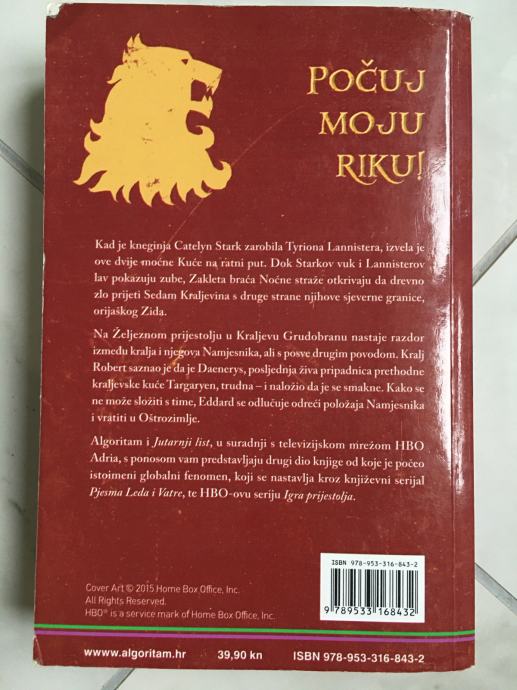 POČUJ
MOJU
RIKU!
Kad je kneginja Catelyn Stark zarobila Tyriona Lannistera, izvela je
ove dvije moćne Kuće na ratni put. Dok Starkov vuk i Lannisterov
lav pokazuju zube, Zakleta braća Noćne straže otkrivaju da drevno
zlo prijeti Sedam Kraljevina s druge strane njihove sjeverne granice,
orijaškog Zida.
Na Željeznom prijestolju u Kraljevu Grudobranu nastaje razdor
između kralja i njegova Namjesnika, ali s posve drugim povodom. Kralj
Robert saznao je da je Daenerys, posljednja živa pripadnica prethodne
kraljevske kuće Targaryen, trudna – i naložio da je se smakne. Kako se
ne može složiti s time, Eddard se odlučuje odreći položaja Namjesnika
i vratiti u Oštrozimlje.
Algoritam i Jutarnji list, u suradnji s televizijskom mrežom HBO
Adria, s ponosom vam predstavljaju drugi dio knjige od koje je počeo
istoimeni globalni fenomen, koji se nastavlja kroz književni serijal
Pjesma Leda i Vatre, te HBO-ovu seriju Igra prijestolja.
ISBN 978-953-316-843-2
9 789533 168432
Cover Art © 2015 Home Box Office, Inc.
All Rights Reserved.
HBO® is a service mark of Home Box Office, Inc.
www.algoritam.hr 39,90 kn ISBN 978-953-316-843-2